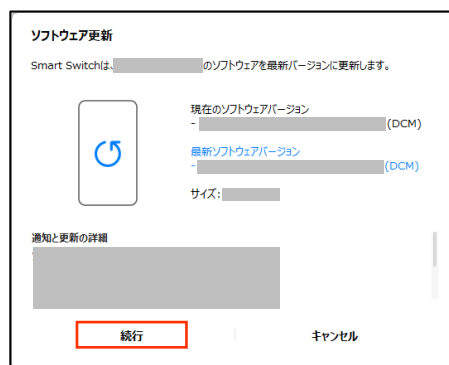 ソフトウェア更新
Smart Switchは、のソフトウェアを最新バージョンに更新します。
現在のソフトウェアバージョン
- (DCM)
最新ソフトウェアバージョン
- (DCM)
サイズ:
通知と更新の詳細
続行
キャンセル